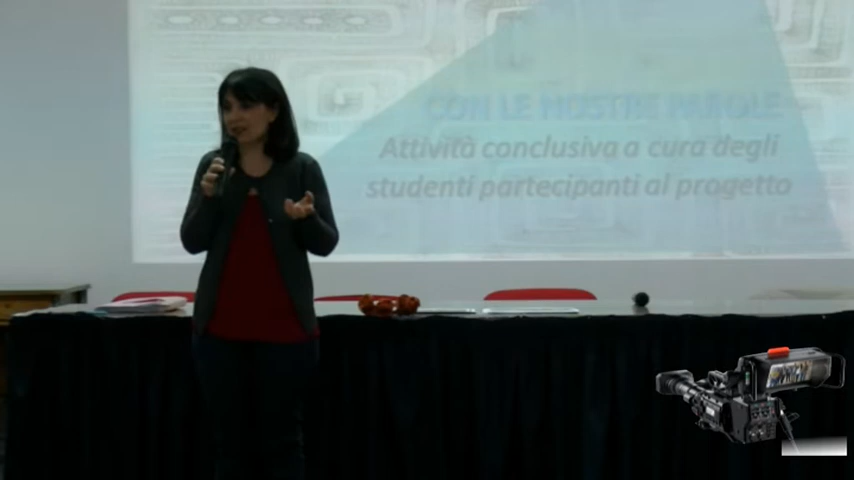 CON LE NOSTRE PAROLE
Attività conclusiva a cura degli
studenti partecipanti al progetto